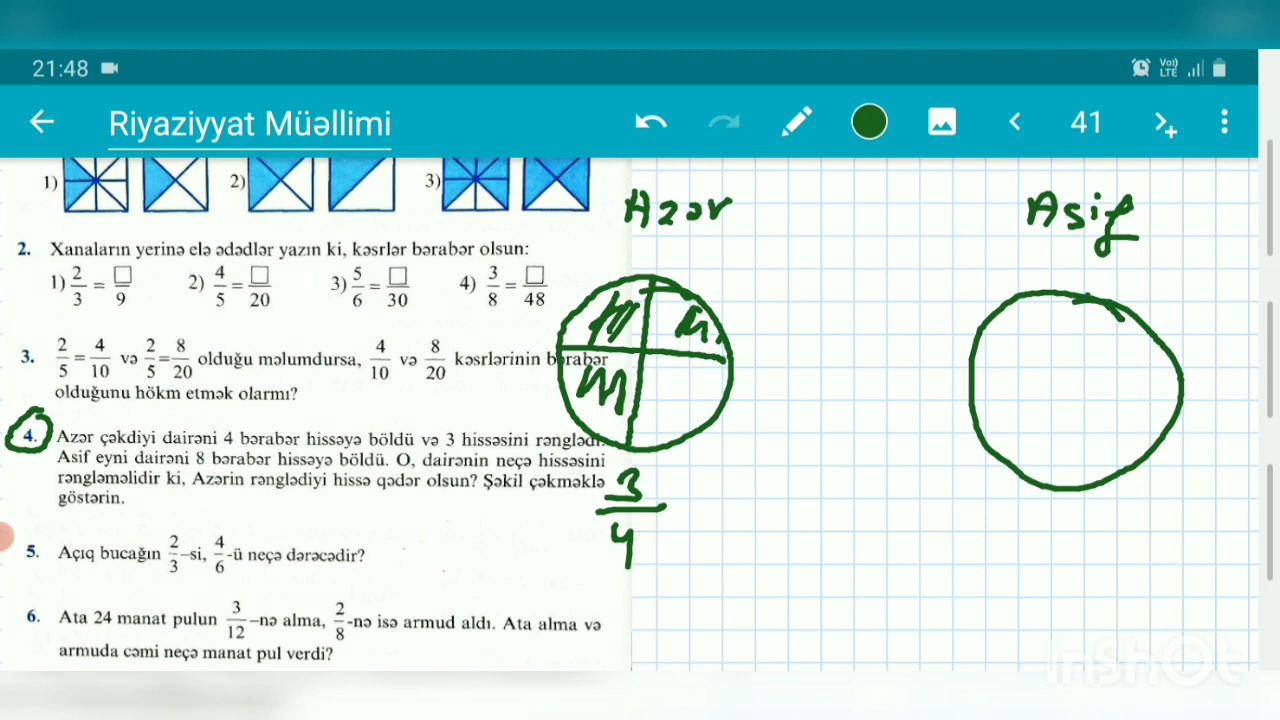 21:48
Vo)) LTE
Riyaziyyat Müəllimi
41
1) 2) 3)
Azər
Asif
2. Xanaların yerinə elə ədədlər yazın ki, kəsrlər bərabər olsun:
1) 2/3 = □/9 2) 4/5 = □/20 3) 5/6 = □/30 4) 3/8 = □/48
3. 2/5 = 4/10 və 2/5 = 8/20 olduğu məlumdursa, 4/10 və 8/20 kəsrlərinin bərabər
olduğunu hökm etmək olarmı?
4. Azər çəkdiyi dairəni 4 bərabər hissəyə böldü və 3 hissəsini rənglədi.
Asif eyni dairəni 8 bərabər hissəyə böldü. O, dairənin neçə hissəsini
rəngləməlidir ki, Azərin rənglədiyi hissə qədər olsun? Şəkil çəkməklə
göstərin.
3/4
5. Açıq bucağın 2/3–si, 4/6-ü neçə dərəcədir?
6. Ata 24 manat pulun 3/12–nə alma, 2/8-nə isə armud aldı. Ata alma və
armuda cəmi neçə manat pul verdi?
InShOt